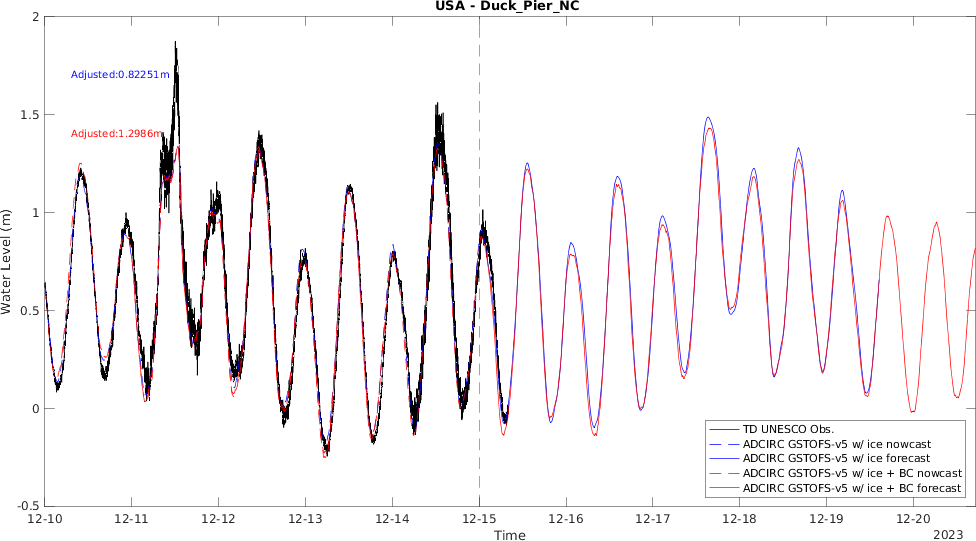 USA - Duck_Pier_NC
2
Adjusted:0.82251m
1.5
Adjusted:1.2986m
1
Water Level (m)
0.5
0
-0.5
TD UNESCO Obs.
ADCIRC GSTOFS-v5 w/ ice nowcast
ADCIRC GSTOFS-v5 w/ ice forecast
ADCIRC GSTOFS-v5 w/ ice + BC nowcast
ADCIRC GSTOFS-v5 w/ ice + BC forecast
12-10 12-11 12-12 12-13 12-14 12-15 12-16 12-17 12-18 12-19 12-20
Time
2023